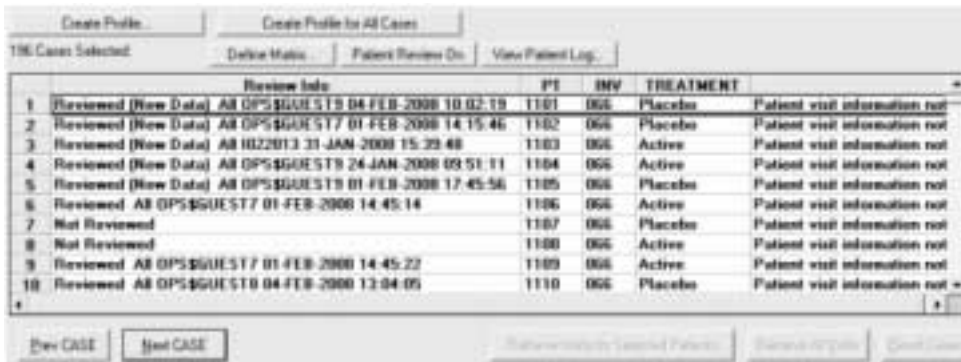 Create Profile... Create Profile for All Cases
196 Cases Selected Define Matrix... Patient Review On View Patient Log...
Review Info PT INV TREATMENT
1 Reviewed (New Data) All OPS$GUEST9 04-FEB-2008 10:02:19 1101 066 Placebo Patient visit information not
2 Reviewed (New Data) All OPS$GUEST7 01-FEB-2008 14:15:46 1102 066 Placebo Patient visit information not
3 Reviewed (New Data) All I022013 31-JAN-2008 15:39:48 1103 066 Active Patient visit information not
4 Reviewed (New Data) All OPS$GUEST9 24-JAN-2008 09:51:11 1104 066 Active Patient visit information not
5 Reviewed (New Data) All OPS$GUEST9 01-FEB-2008 17:45:56 1105 066 Placebo Patient visit information not
6 Reviewed All OPS$GUEST7 01-FEB-2008 14:45:14 1106 066 Active Patient visit information not
7 Not Reviewed 1107 066 Placebo Patient visit information not
8 Not Reviewed 1108 066 Active Patient visit information not
9 Reviewed All OPS$GUEST7 01-FEB-2008 14:45:22 1109 066 Active Patient visit information not
10 Reviewed All OPS$GUEST8 04-FEB-2008 13:04:05 1110 066 Placebo Patient visit information not
Prev CASE Next CASE